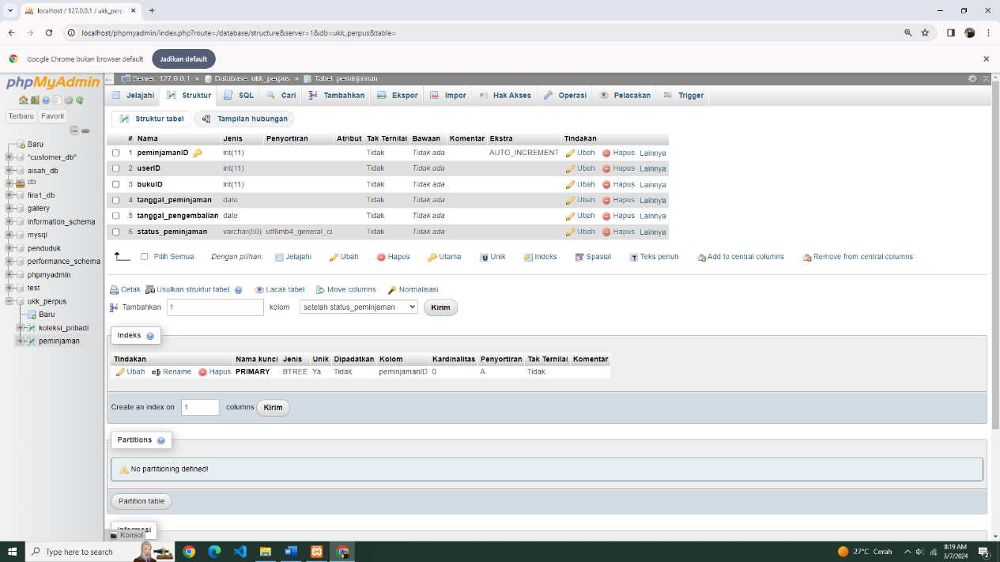 localhost / 127.0.0.1 / ukk_perp
localhost/phpmyadmin/index.php?route=/database/structure&server=1&db=ukk_perpus&table=
Google Chrome bukan browser default Jadikan default
phpMyAdmin
Terbaru Favorit
Baru
"customer_db"
aisah_db
db
fira1_db
gallery
information_schema
mysql
penduduk
performance_schema
phpmyadmin
test
ukk_perpus
Baru
koleksi_pribadi
peminjaman
Server: 127.0.0.1 » Database: ukk_perpus » Tabel: peminjaman
Jelajahi Struktur SQL Cari Tambahkan Ekspor Impor Hak Akses Operasi Pelacakan Trigger
Struktur tabel Tampilan hubungan
# Nama Jenis Penyortiran Atribut Tak Ternilai Bawaan Komentar Ekstra Tindakan
1 peminjamanID int(11) Tidak Tidak ada AUTO_INCREMENT Ubah Hapus Lainnya
2 userID int(11) Tidak Tidak ada Ubah Hapus Lainnya
3 bukuID int(11) Tidak Tidak ada Ubah Hapus Lainnya
4 tanggal_peminjaman date Tidak Tidak ada Ubah Hapus Lainnya
5 tanggal_pengembalian date Tidak Tidak ada Ubah Hapus Lainnya
6 status_peminjaman varchar(50) utf8mb4_general_ci Tidak Tidak ada Ubah Hapus Lainnya
Pilih Semua Dengan pilihan: Jelajahi Ubah Hapus Utama Unik Indeks Spasial Teks penuh Add to central columns Remove from central columns
Cetak Usulkan struktur tabel Lacak tabel Move columns Normalisasi
Tambahkan 1 kolom setelah status_peminjaman Kirim
Indeks
Tindakan Nama kunci Jenis Unik Dipadatkan Kolom Kardinalitas Penyortiran Tak Ternilai Komentar
Ubah Rename Hapus PRIMARY BTREE Ya Tidak peminjamanID 0 A Tidak
Create an index on 1 columns Kirim
Partitions
No partitioning defined!
Partition table
Informasi
Konsol
Type here to search
27°C Cerah
8:19 AM
3/7/2024
2